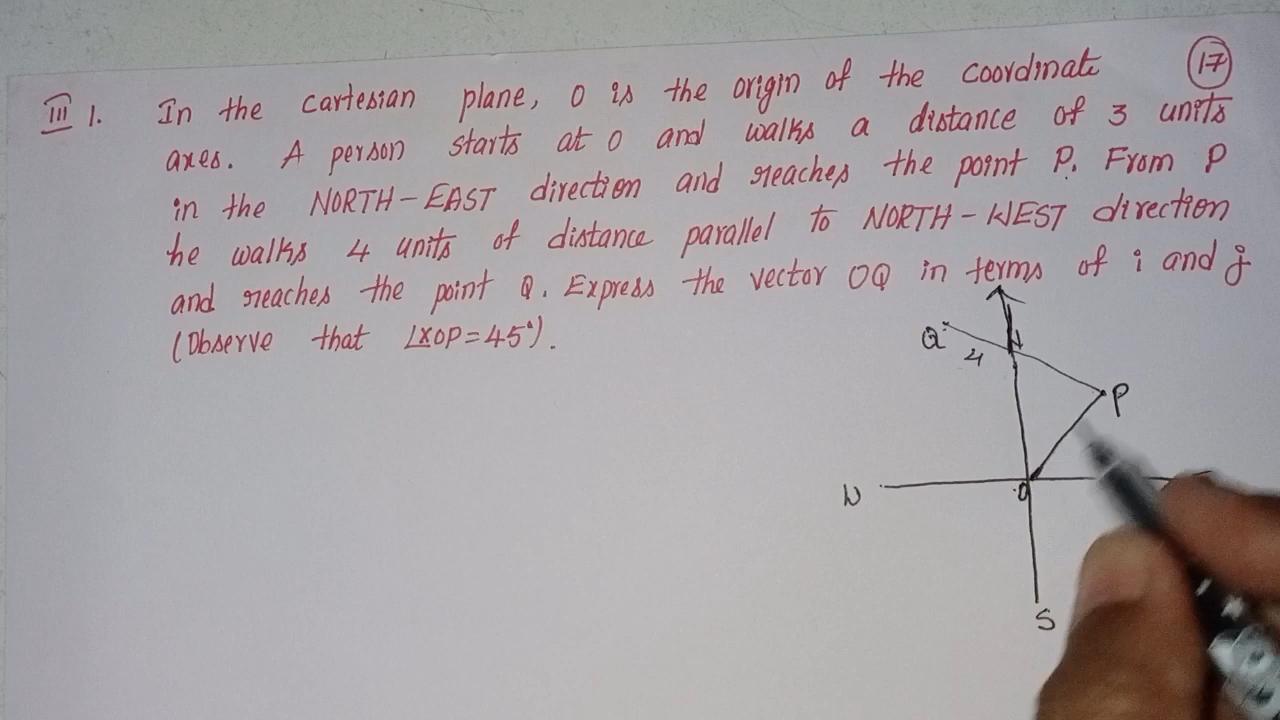 III 1. In the cartesian plane, O is the origin of the coordinate (17)
axes. A person starts at O and walks a distance of 3 units
in the NORTH-EAST direction and reaches the point P. From P
he walks 4 units of distance parallel to NORTH-WEST direction
and reaches the point Q. Express the vector OQ in terms of i and j
(Observe that ∠XOP=45°).
Q 4 N
P
W O
S